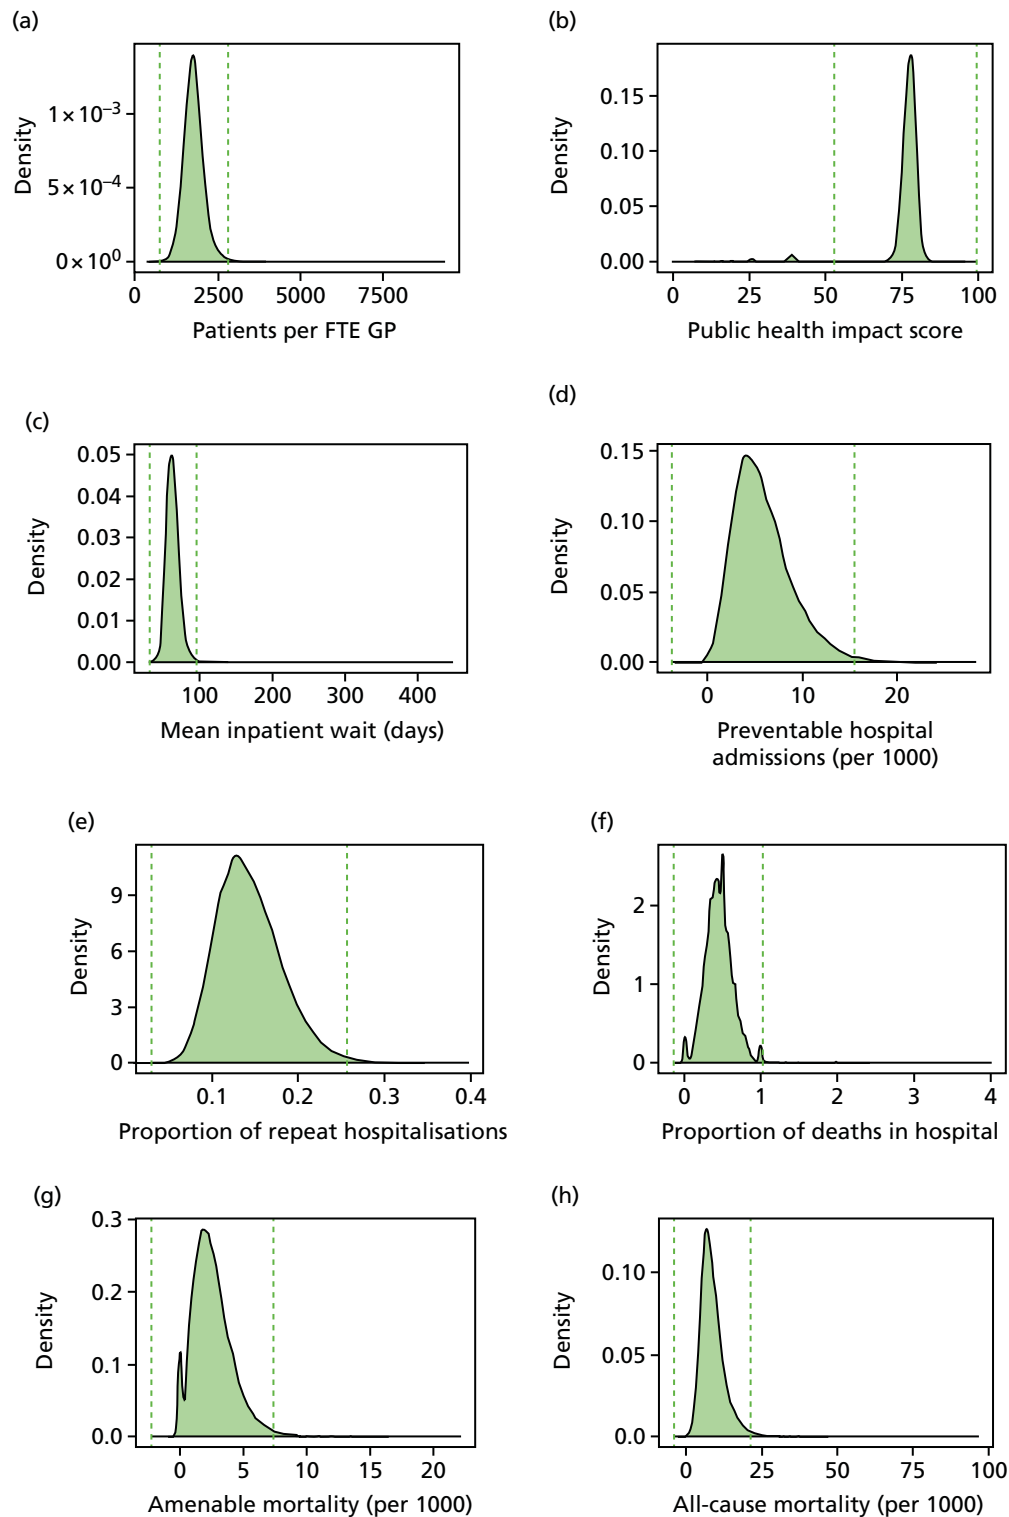 (a)
Density
1×10⁻³
5×10⁻⁴
0×10⁰
0 2500 5000 7500
Patients per FTE GP
(b)
Density
0.15
0.10
0.05
0.00
0 25 50 75 100
Public health impact score
(c)
Density
0.05
0.04
0.03
0.02
0.01
0.00
100 200 300 400
Mean inpatient wait (days)
(d)
Density
0.15
0.10
0.05
0.00
0 10 20
Preventable hospital
admissions (per 1000)
(e)
Density
9
6
3
0
0.1 0.2 0.3 0.4
Proportion of repeat hospitalisations
(f)
Density
2
1
0
0 1 2 3 4
Proportion of deaths in hospital
(g)
Density
0.3
0.2
0.1
0.0
0 5 10 15 20
Amenable mortality (per 1000)
(h)
Density
0.10
0.05
0.0
0 25 50 75 100
All-cause mortality (per 1000)